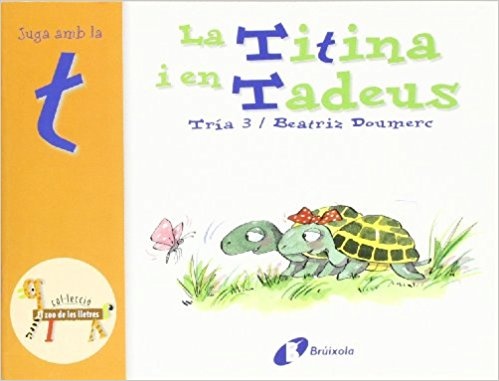 Juga amb la
t
La Titina
i en Tadeus
Tría 3 / Beatriz Doumerc
col·lecció
El zoo de les lletres
B Brúixola